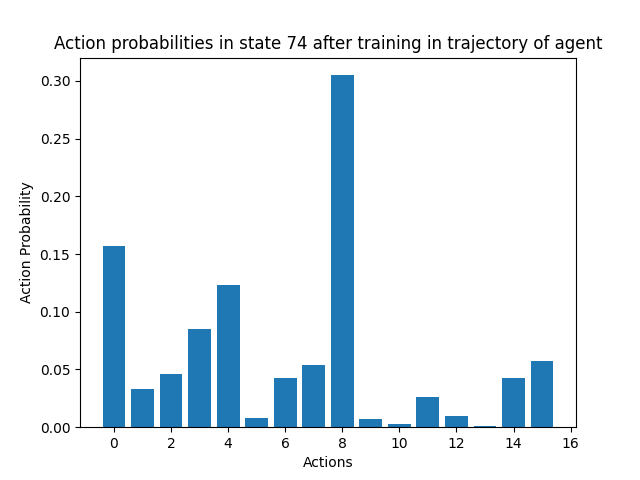 Action probabilities in state 74 after training in trajectory of agent
Action Probability
0.30
0.25
0.20
0.15
0.10
0.05
0.00
0 2 4 6 8 10 12 14 16
Actions